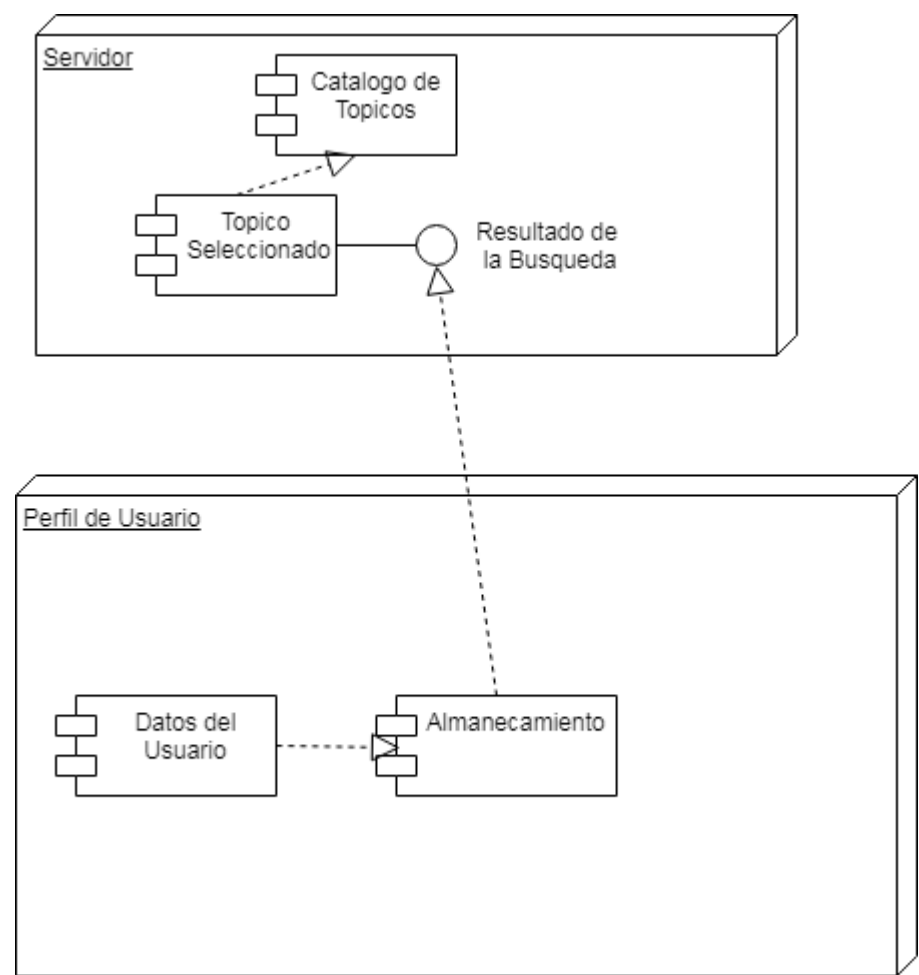 Servidor
Catalogo de
Topicos
Topico
Seleccionado
Resultado de
la Busqueda
Perfil de Usuario
Datos del
Usuario
Almanecamiento